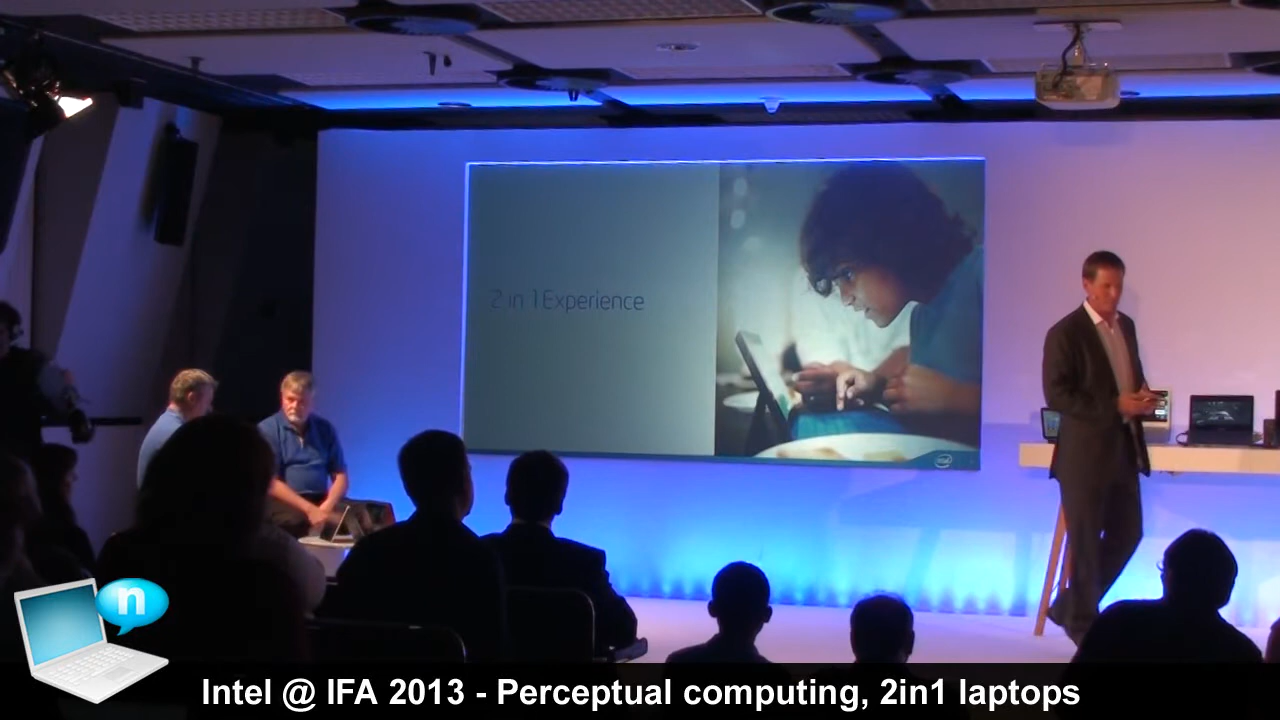 2 in 1 Experience
intel
n
Intel @ IFA 2013 - Perceptual computing, 2in1 laptops